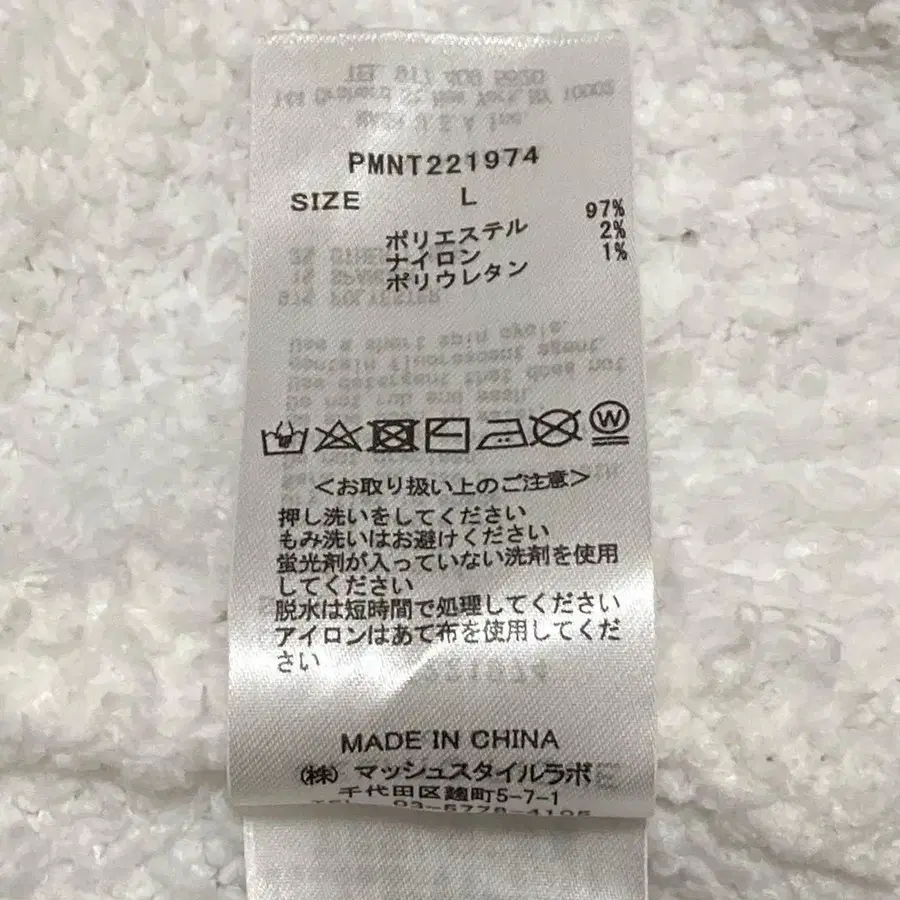 PMNT221974
SIZE L
ポリエステル 97%
ナイロン 2%
ポリウレタン 1%
<お取り扱い上のご注意>
押し洗いをしてください
もみ洗いはお避けください
蛍光剤が入っていない洗剤を使用
してください
脱水は短時間で処理してください
アイロンはあて布を使用してくだ
さい
MADE IN CHINA
(株) マッシュスタイルラボ
千代田区麹町5-7-1
TEL 03-5778-4195